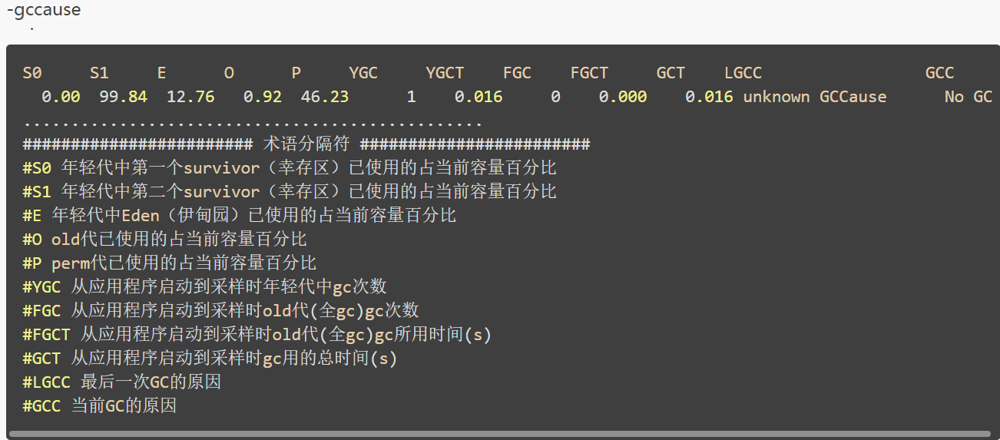 -gccause
.
S0 S1 E O P YGC YGCT FGC FGCT GCT LGCC GCC
0.00 99.84 12.76 0.92 46.23 1 0.016 0 0.000 0.016 unknown GCCause No GC
................................................
######################## 术语分隔符 ########################
#S0 年轻代中第一个survivor（幸存区）已使用的占当前容量百分比
#S1 年轻代中第二个survivor（幸存区）已使用的占当前容量百分比
#E 年轻代中Eden（伊甸园）已使用的占当前容量百分比
#O old代已使用的占当前容量百分比
#P perm代已使用的占当前容量百分比
#YGC 从应用程序启动到采样时年轻代中gc次数
#FGC 从应用程序启动到采样时old代(全gc)gc次数
#FGCT 从应用程序启动到采样时old代(全gc)gc所用时间(s)
#GCT 从应用程序启动到采样时gc用的总时间(s)
#LGCC 最后一次GC的原因
#GCC 当前GC的原因